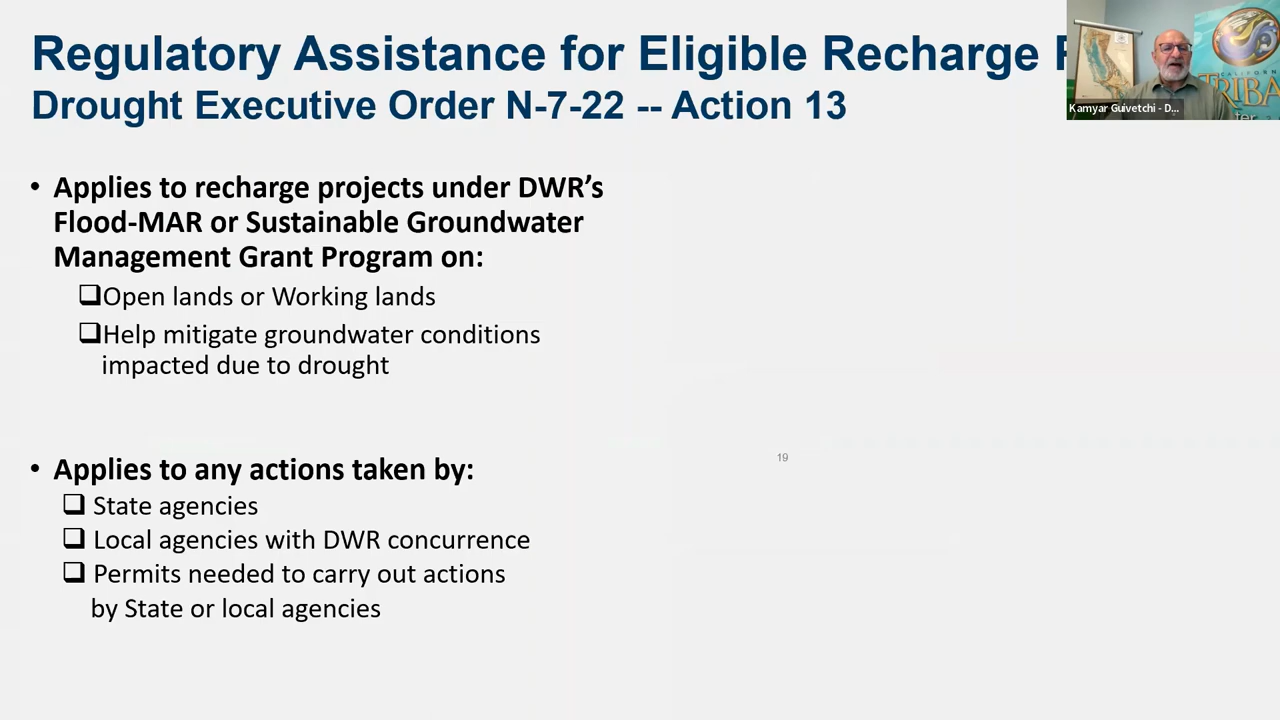 Regulatory Assistance for Eligible Recharge
Drought Executive Order N-7-22 -- Action 13
Kamyar Guivetchi - D...
CALIFORN
TRIBA
• Applies to recharge projects under DWR’s
Flood-MAR or Sustainable Groundwater
Management Grant Program on:
❑Open lands or Working lands
❑Help mitigate groundwater conditions
impacted due to drought
19
• Applies to any actions taken by:
❑ State agencies
❑ Local agencies with DWR concurrence
❑ Permits needed to carry out actions
by State or local agencies